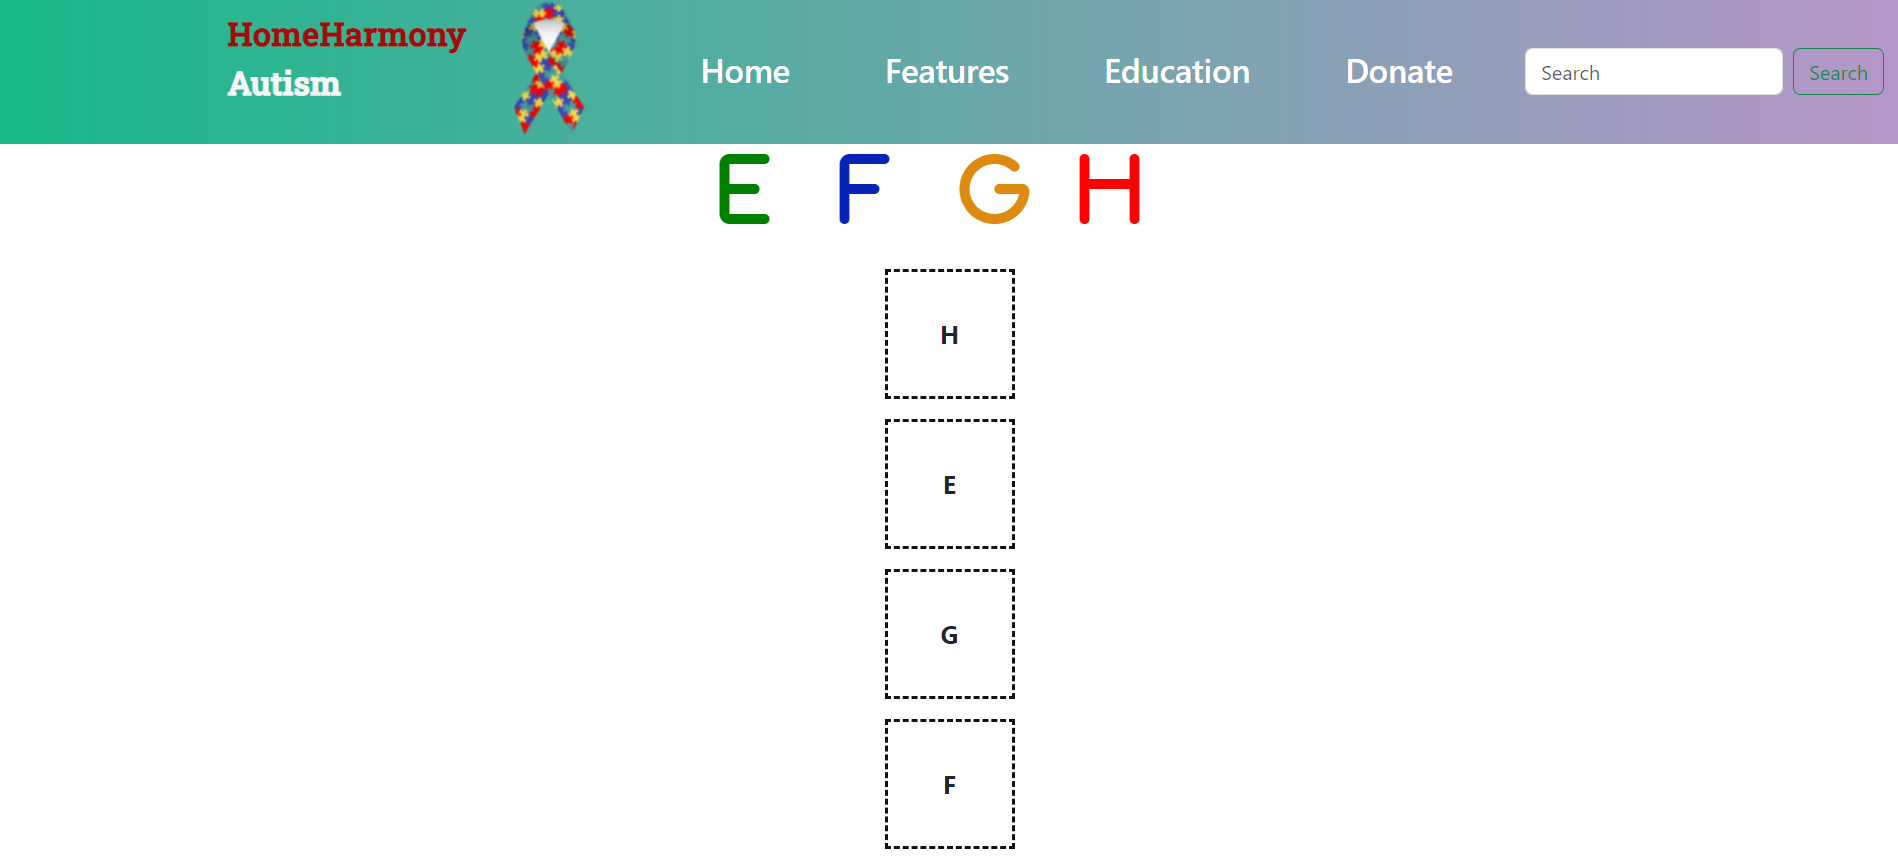 HomeHarmony
Autism
Home Features Education Donate Search Search
E F G H
H
E
G
F